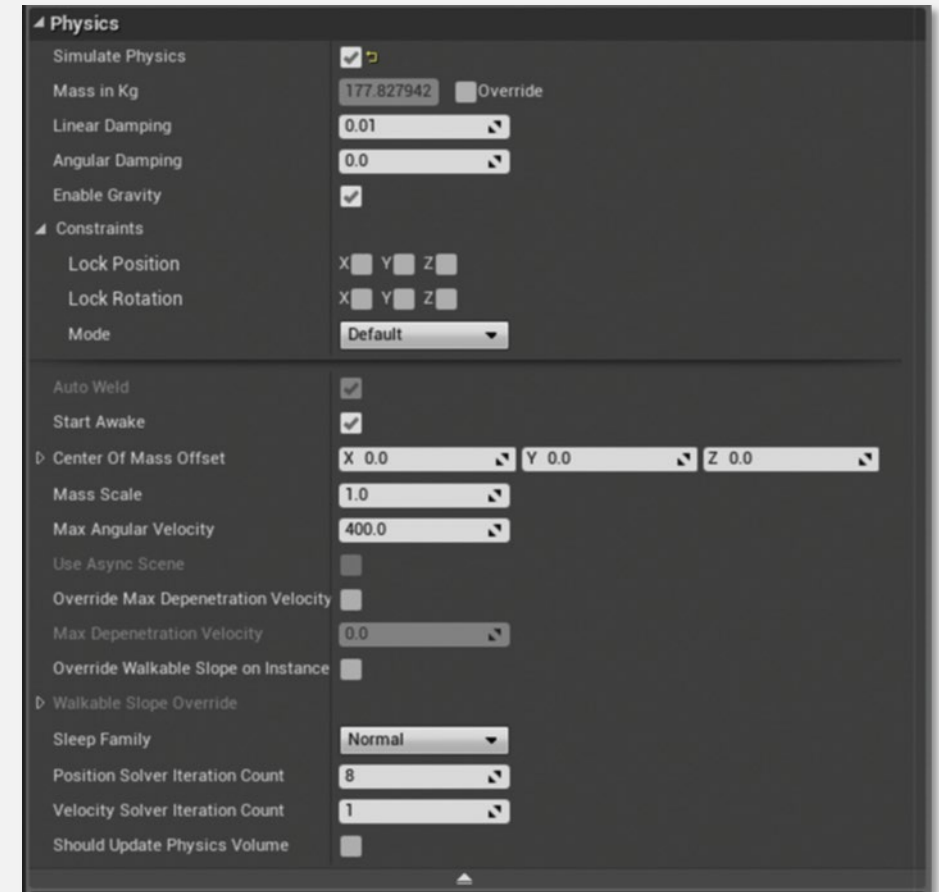 Physics
Simulate Physics
Mass in Kg 177.827942 Override
Linear Damping 0.01
Angular Damping 0.0
Enable Gravity
Constraints
Lock Position X Y Z
Lock Rotation X Y Z
Mode Default
Auto Weld
Start Awake
Center Of Mass Offset X 0.0 Y 0.0 Z 0.0
Mass Scale 1.0
Max Angular Velocity 400.0
Use Async Scene
Override Max Depenetration Velocity
Max Depenetration Velocity 0.0
Override Walkable Slope on Instance
Walkable Slope Override
Sleep Family Normal
Position Solver Iteration Count 8
Velocity Solver Iteration Count 1
Should Update Physics Volume